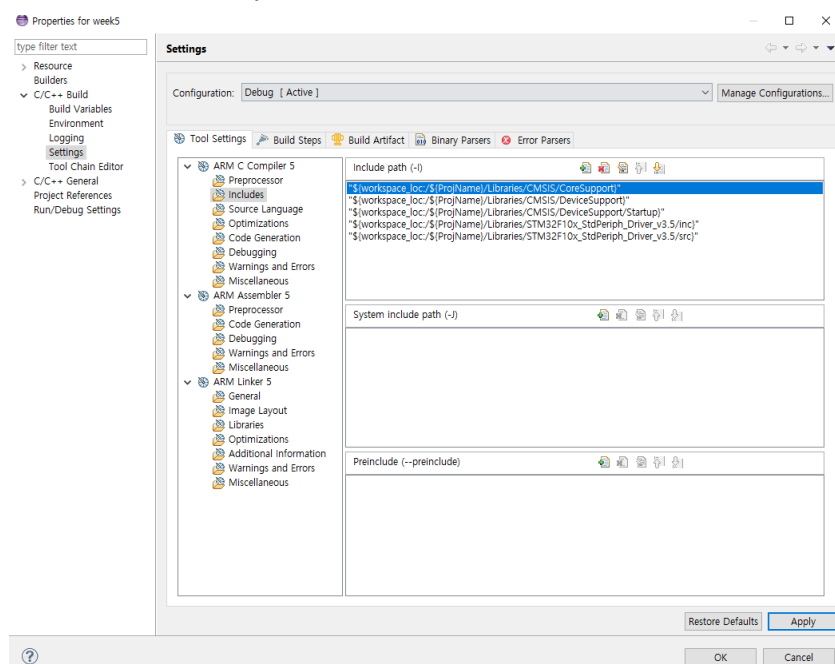 Properties for week5
type filter text
Resource
Builders
C/C++ Build
Build Variables
Environment
Logging
Settings
Tool Chain Editor
C/C++ General
Project References
Run/Debug Settings
Settings
Configuration: Debug [ Active ]
Manage Configurations...
Tool Settings Build Steps Build Artifact Binary Parsers Error Parsers
ARM C Compiler 5
Preprocessor
Includes
Source Language
Optimizations
Code Generation
Debugging
Warnings and Errors
Miscellaneous
ARM Assembler 5
Preprocessor
Code Generation
Debugging
Warnings and Errors
Miscellaneous
ARM Linker 5
General
Image Layout
Libraries
Optimizations
Additional Information
Warnings and Errors
Miscellaneous
Include path (-I)
"${workspace_loc:/${ProjName}/Libraries/CMSIS/CoreSupport}"
"${workspace_loc:/${ProjName}/Libraries/CMSIS/DeviceSupport}"
"${workspace_loc:/${ProjName}/Libraries/CMSIS/DeviceSupport/Startup}"
"${workspace_loc:/${ProjName}/Libraries/STM32F10x_StdPeriph_Driver_v3.5/inc}"
"${workspace_loc:/${ProjName}/Libraries/STM32F10x_StdPeriph_Driver_v3.5/src}"
System include path (-J)
Preinclude (--preinclude)
Restore Defaults Apply
OK Cancel